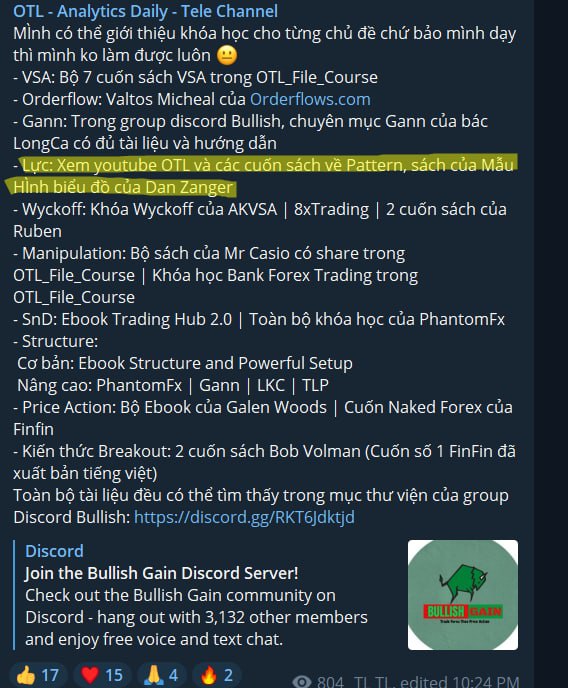 OTL - Analytics Daily - Tele Channel
Mình có thể giới thiệu khóa học cho từng chủ đề chứ bảo mình dạy
thì mình ko làm được luôn 😐
- VSA: Bộ 7 cuốn sách VSA trong OTL_File_Course
- Orderflow: Valtos Micheal của Orderflows.com
- Gann: Trong group discord Bullish, chuyên mục Gann của bác
LongCa có đủ tài liệu và hướng dẫn
- Lực: Xem youtube OTL và các cuốn sách về Pattern, sách của Mẫu
Hình biểu đồ của Dan Zanger
- Wyckoff: Khóa Wyckoff của AKVSA | 8xTrading | 2 cuốn sách của
Ruben
- Manipulation: Bộ sách của Mr Casio có share trong
OTL_File_Course | Khóa học Bank Forex Trading trong
OTL_File_Course
- SnD: Ebook Trading Hub 2.0 | Toàn bộ khóa học của PhantomFx
- Structure:
Cơ bản: Ebook Structure and Powerful Setup
Nâng cao: PhantomFx | Gann | LKC | TLP
- Price Action: Bộ Ebook của Galen Woods | Cuốn Naked Forex của
Finfin
- Kiến thức Breakout: 2 cuốn sách Bob Volman (Cuốn số 1 FinFin đã
xuất bản tiếng việt)
Toàn bộ tài liệu đều có thể tìm thấy trong mục thư viện của group
Discord Bullish: https://discord.gg/RKT6Jdktjd
Discord
Join the Bullish Gain Discord Server!
Check out the Bullish Gain community on
Discord - hang out with 3,132 other members
and enjoy free voice and text chat.
BULLISH GAIN
Trade Forex Thao Price Action
👍 17 ❤️ 15 🙏 4 🔥 2
804 TL TL, edited 10:24 PM